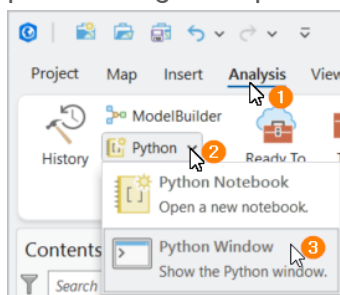 Project Map Insert Analysis View
1
History
ModelBuilder
Python
2
Ready To
Python Notebook
Open a new notebook.
Contents
Python Window
3
Show the Python window.
Search